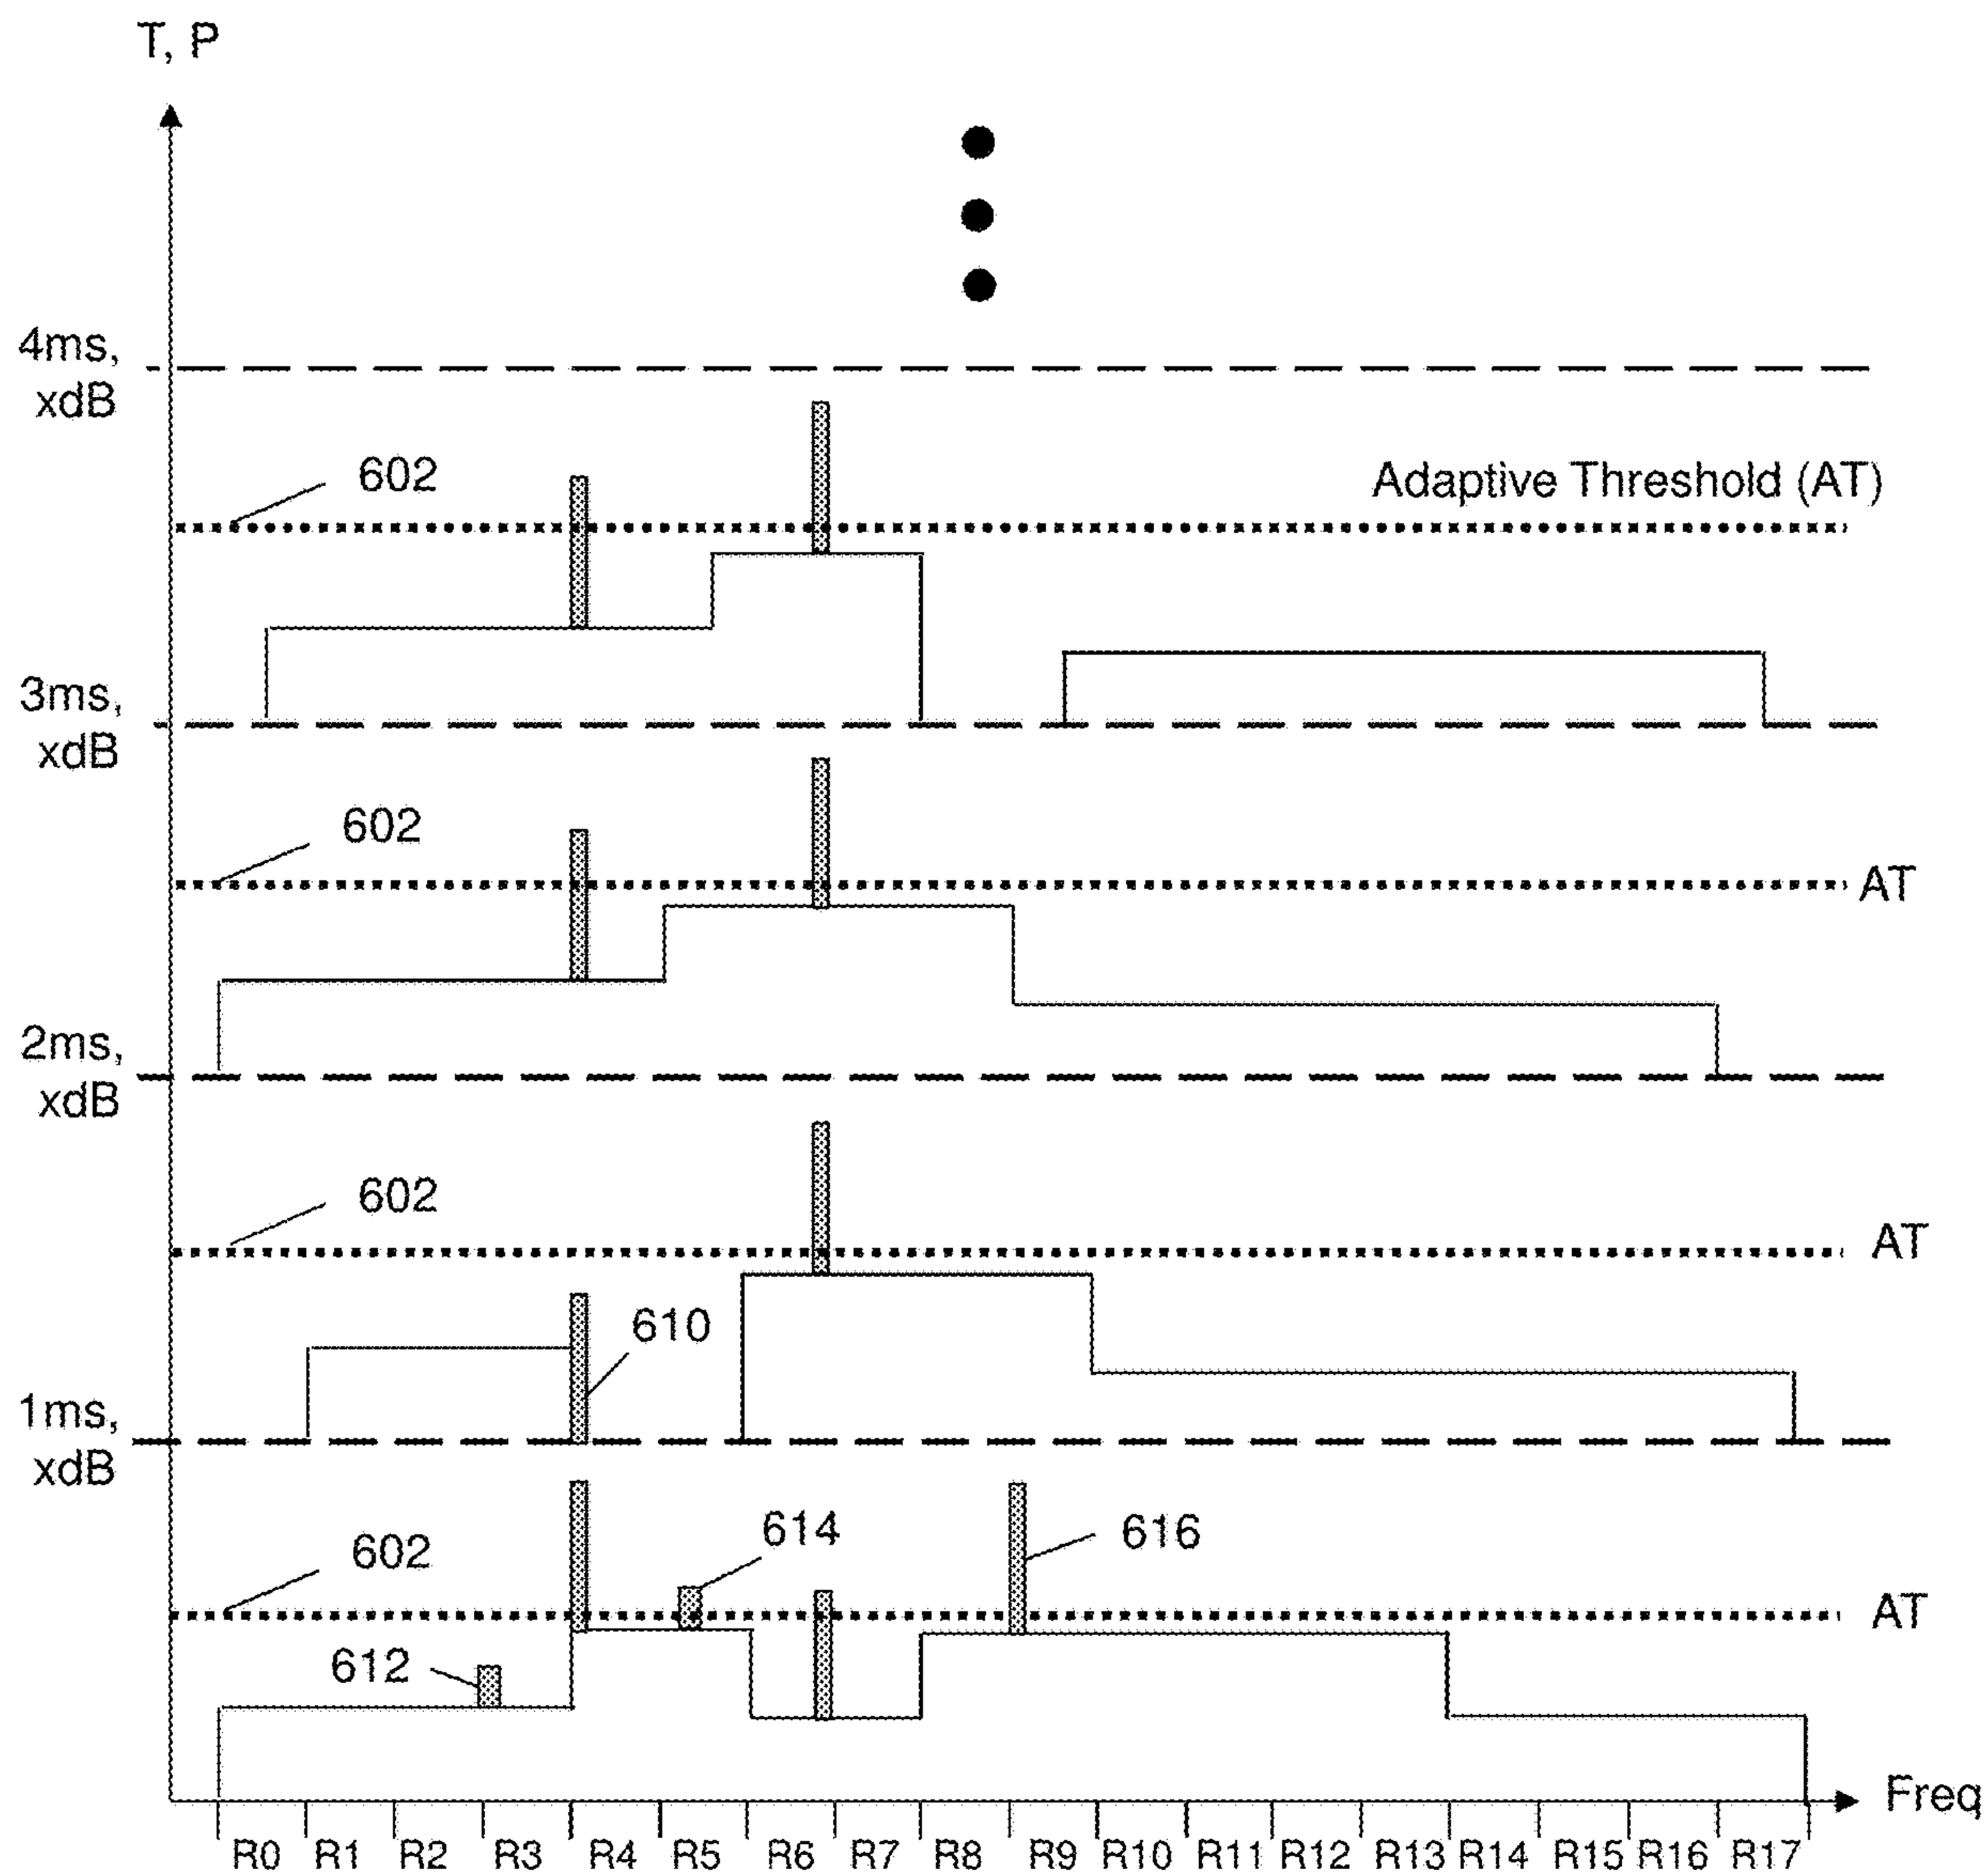 T, P
4ms,
xdB
602
Adaptive Threshold (AT)
3ms,
xdB
602
AT
2ms,
xdB
602
AT
610
1ms,
xdB
614
616
602
AT
612
Freq
R0 R1 R2 R3 R4 R5 R6 R7 R8 R9 R10 R11 R12 R13 R14 R15 R16 R17